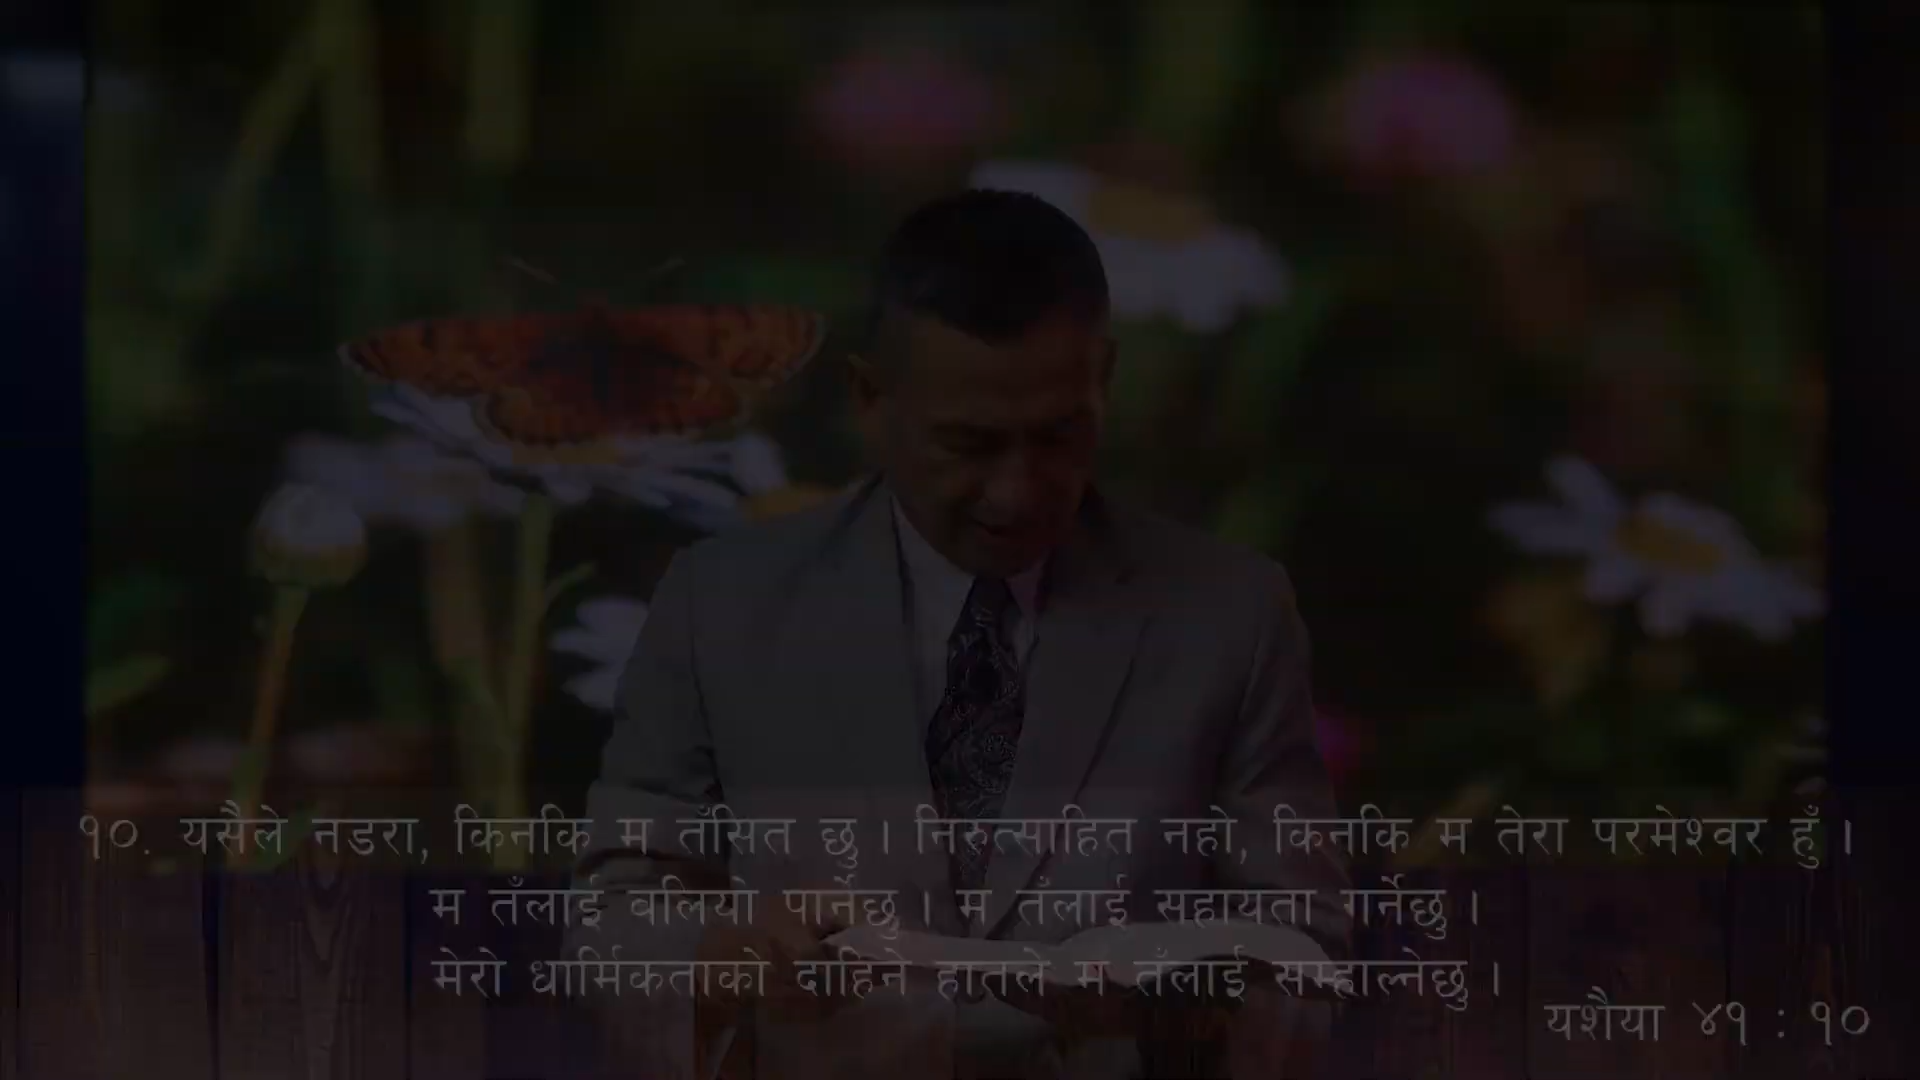 १०. यसैले नडरा, किनकि म तँसित छु । निरुत्साहित नहो, किनकि म तेरा परमेश्वर हुँ ।
म तँलाई बलियो पार्नेछु । म तँलाई सहायता गर्नेछु ।
मेरो धार्मिकताको दाहिने हातले म तँलाई सम्हाल्नेछु ।
यशैया ४१ : १०